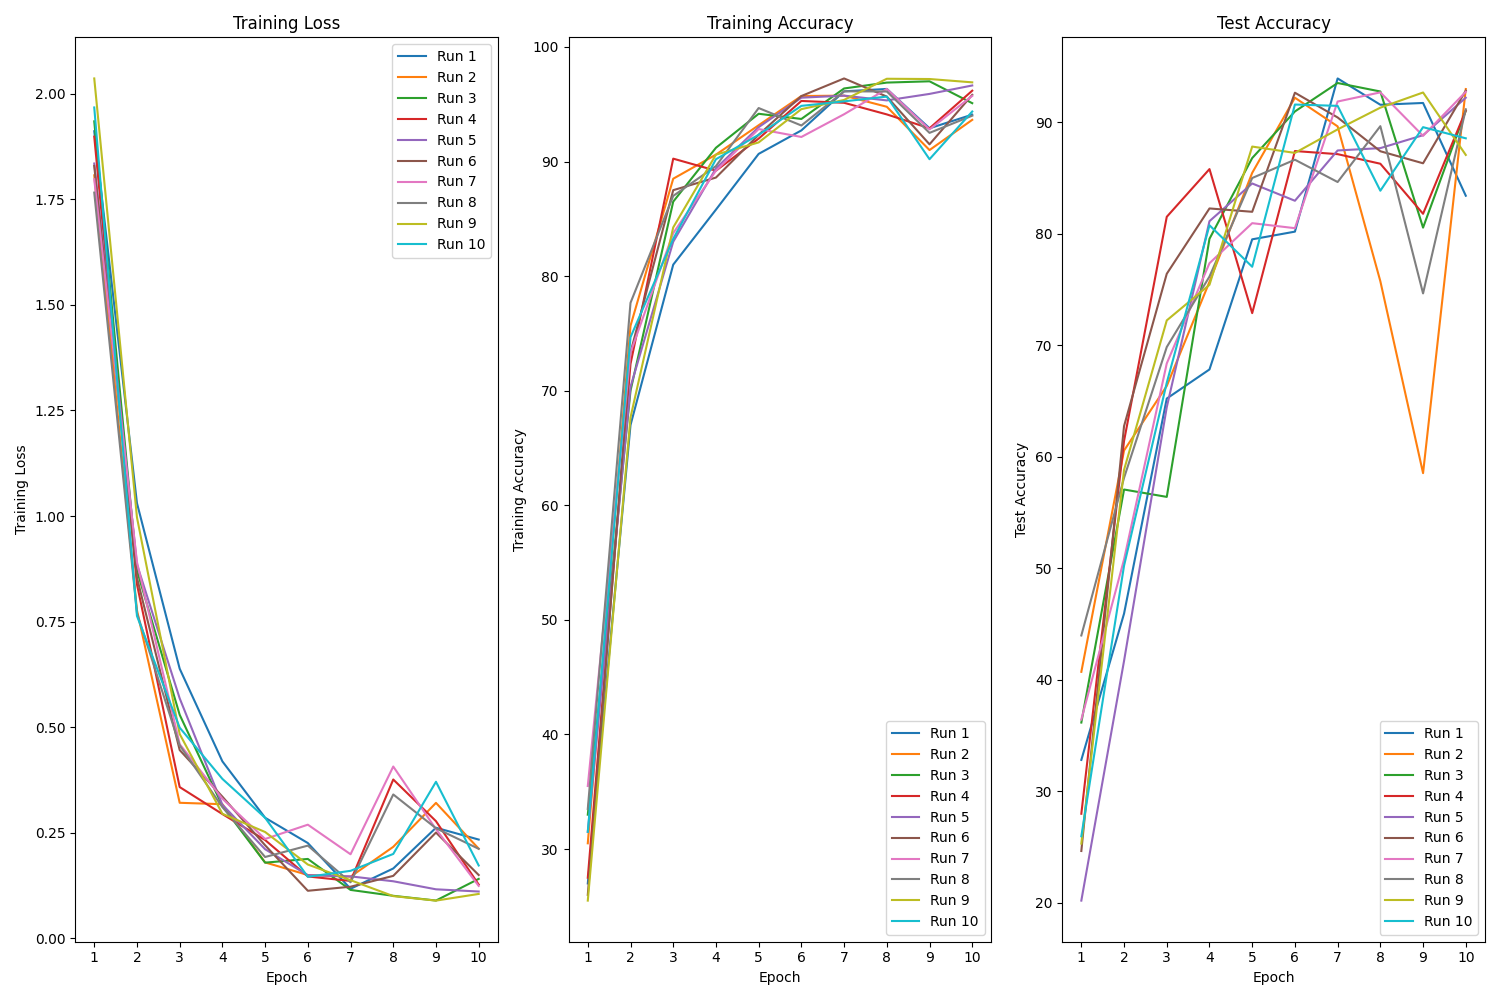 Training Loss
Training Loss
2.00
1.75
1.50
1.25
1.00
0.75
0.50
0.25
0.00
1 2 3 4 5 6 7 8 9 10
Epoch
Run 1
Run 2
Run 3
Run 4
Run 5
Run 6
Run 7
Run 8
Run 9
Run 10
Training Accuracy
Training Accuracy
100
90
80
70
60
50
40
30
1 2 3 4 5 6 7 8 9 10
Epoch
Run 1
Run 2
Run 3
Run 4
Run 5
Run 6
Run 7
Run 8
Run 9
Run 10
Test Accuracy
Test Accuracy
90
80
70
60
50
40
30
20
1 2 3 4 5 6 7 8 9 10
Epoch
Run 1
Run 2
Run 3
Run 4
Run 5
Run 6
Run 7
Run 8
Run 9
Run 10